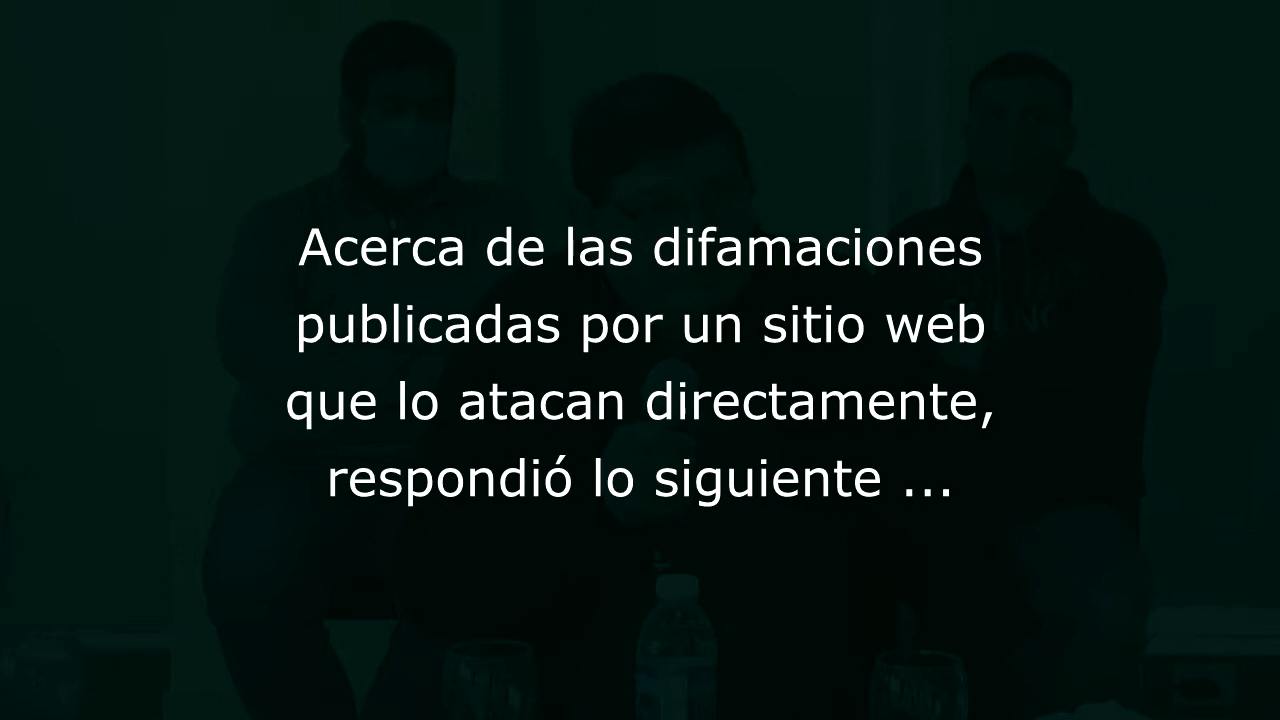 Acerca de las difamaciones
publicadas por un sitio web
que lo atacan directamente,
respondió lo siguiente ...